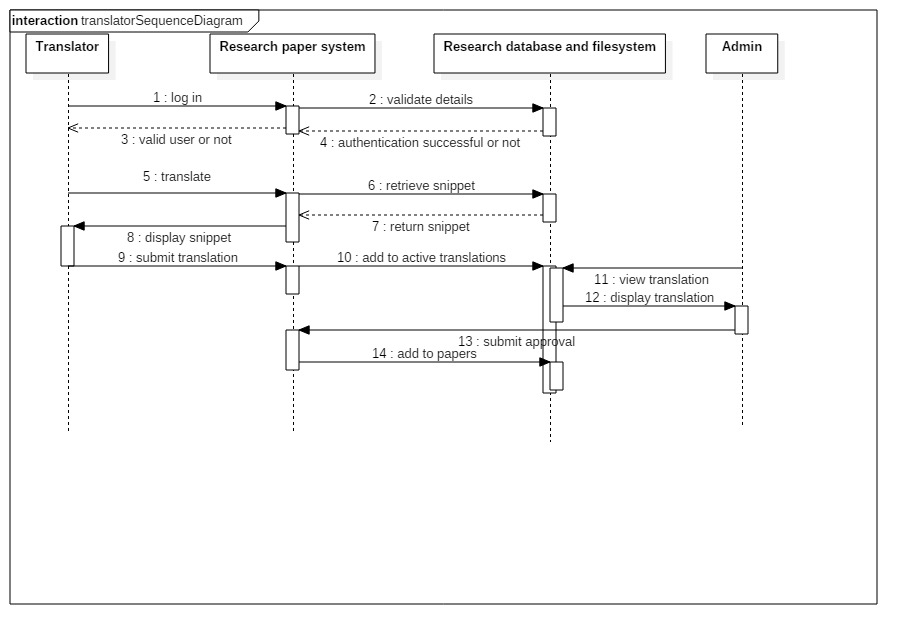 interaction translatorSequenceDiagram
Translator
Research paper system
Research database and filesystem
Admin
1 : log in
2 : validate details
3 : valid user or not
4 : authentication successful or not
5 : translate
6 : retrieve snippet
7 : return snippet
8 : display snippet
9 : submit translation
10 : add to active translations
11 : view translation
12 : display translation
13 : submit approval
14 : add to papers